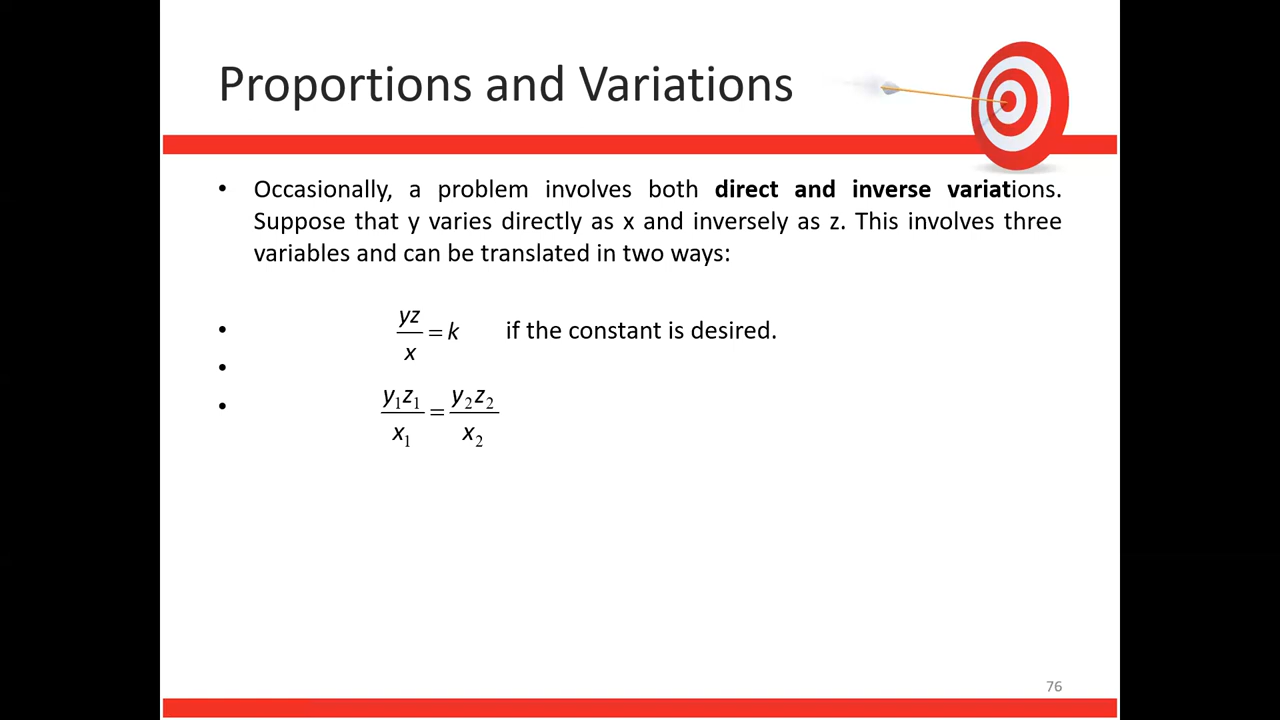 Proportions and Variations
• Occasionally, a problem involves both direct and inverse variations.
Suppose that y varies directly as x and inversely as z. This involves three
variables and can be translated in two ways:
• yz/x = k if the constant is desired.
•
• y₁z₁/x₁ = y₂z₂/x₂
76